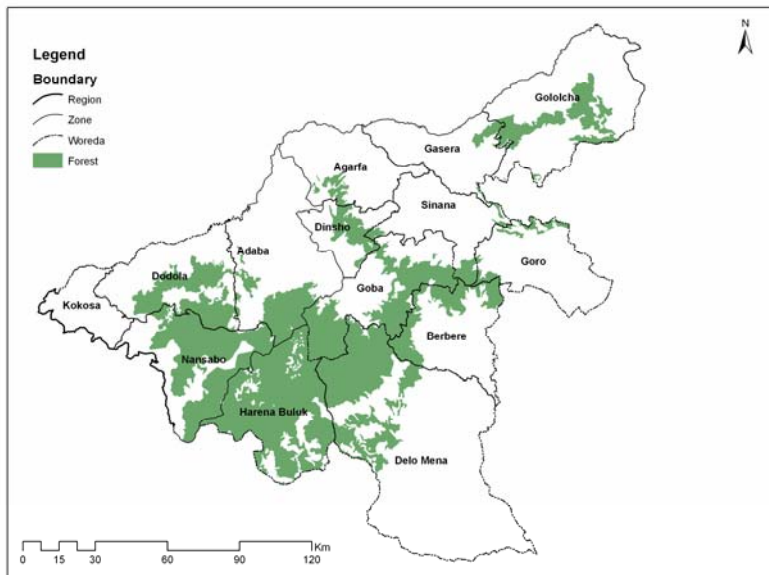 N
Legend
Boundary
Region
Zone
Woreda
Forest
Gololcha
Gasera
Agarfa
Sinana
Dinsho
Adaba
Goro
Dodola
Goba
Kokosa
Berbere
Nansabo
Harena Buluk
Delo Mena
Km
0 15 30 60 90 120